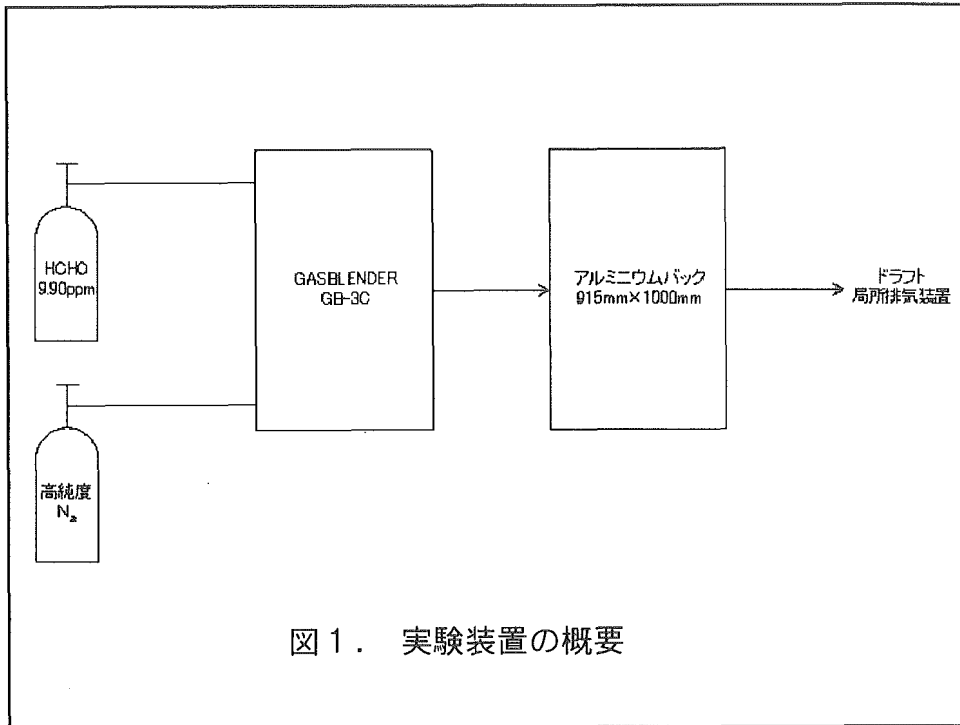 HCHO
9.90ppm
GASBLENDER
GB-3C
アルミニウムバック
915mm×1000mm
ドラフト
局所排気装置
高純度
N₂
図1. 実験装置の概要